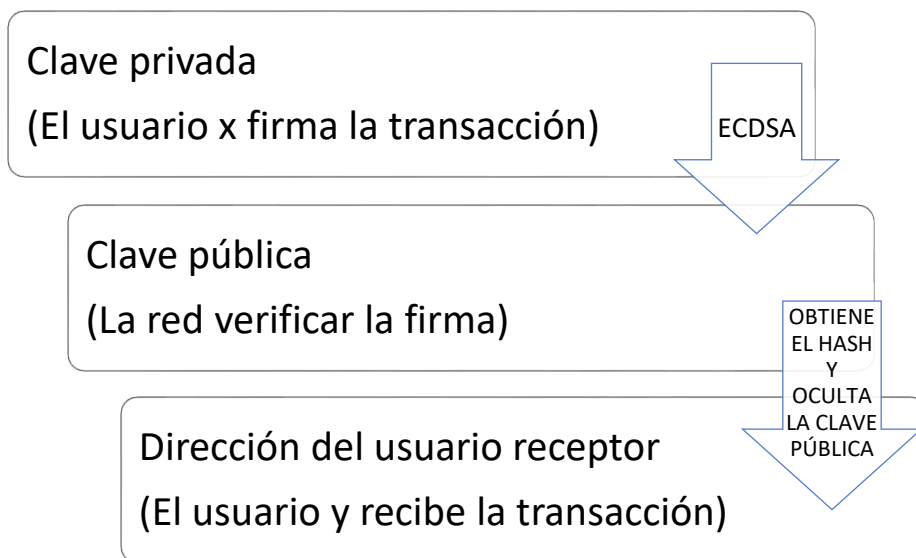 Clave privada
(El usuario x firma la transacción)
ECDSA
Clave pública
(La red verificar la firma)
OBTIENE
EL HASH
Y
OCULTA
LA CLAVE
PÚBLICA
Dirección del usuario receptor
(El usuario y recibe la transacción)